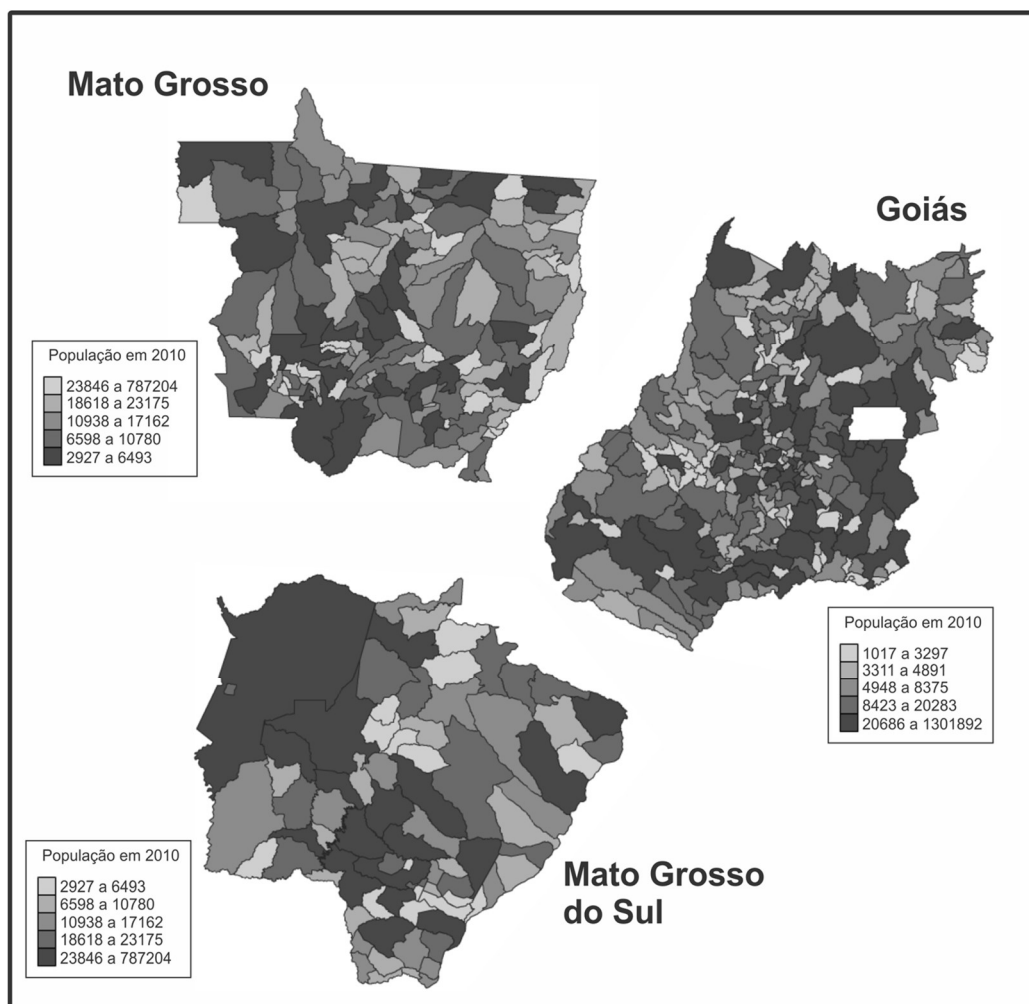 Mato Grosso
População em 2010
23846 a 787204
18618 a 23175
10938 a 17162
6598 a 10780
2927 a 6493
Goiás
População em 2010
1017 a 3297
3311 a 4891
4948 a 8375
8423 a 20283
20686 a 1301892
População em 2010
2927 a 6493
6598 a 10780
10938 a 17162
18618 a 23175
23846 a 787204
Mato Grosso
do Sul